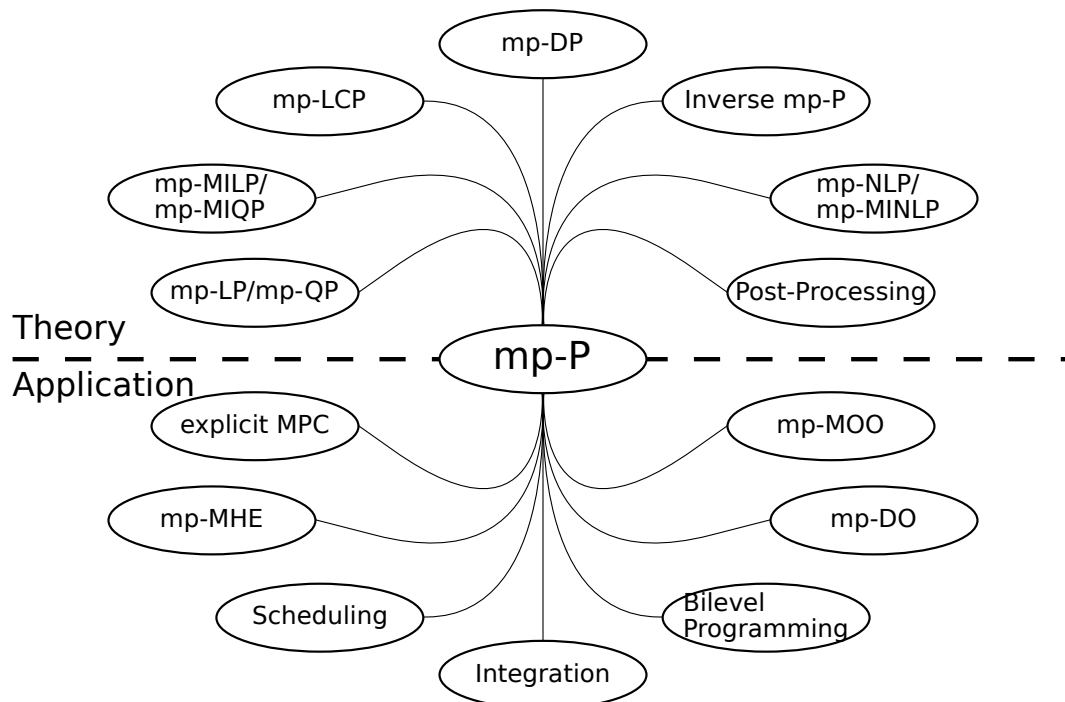 mp-DP
mp-LCP
Inverse mp-P
mp-MILP/
mp-MIQP
mp-NLP/
mp-MINLP
mp-LP/mp-QP
Post-Processing
Theory
mp-P
Application
explicit MPC
mp-MOO
mp-MHE
mp-DO
Scheduling
Bilevel
Programming
Integration